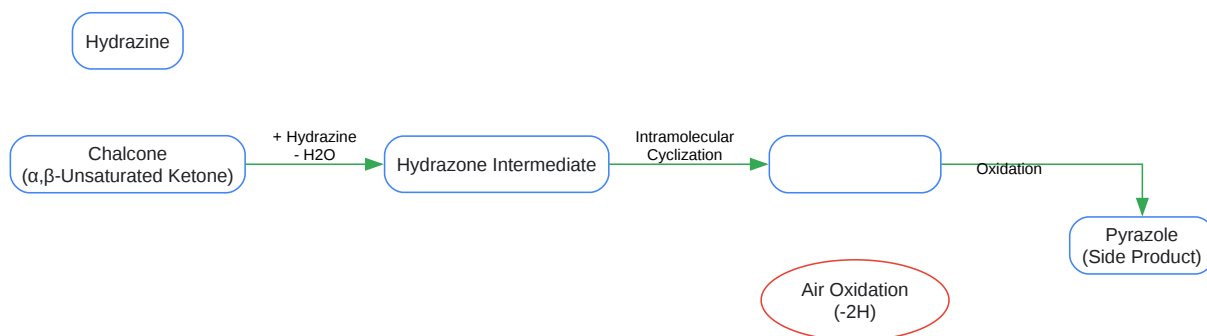 Hydrazine
Chalcone
(α,β-Unsaturated Ketone)
+ Hydrazine
- H2O
Hydrazone Intermediate
Intramolecular
Cyclization
Oxidation
Pyrazole
(Side Product)
Air Oxidation
(-2H)